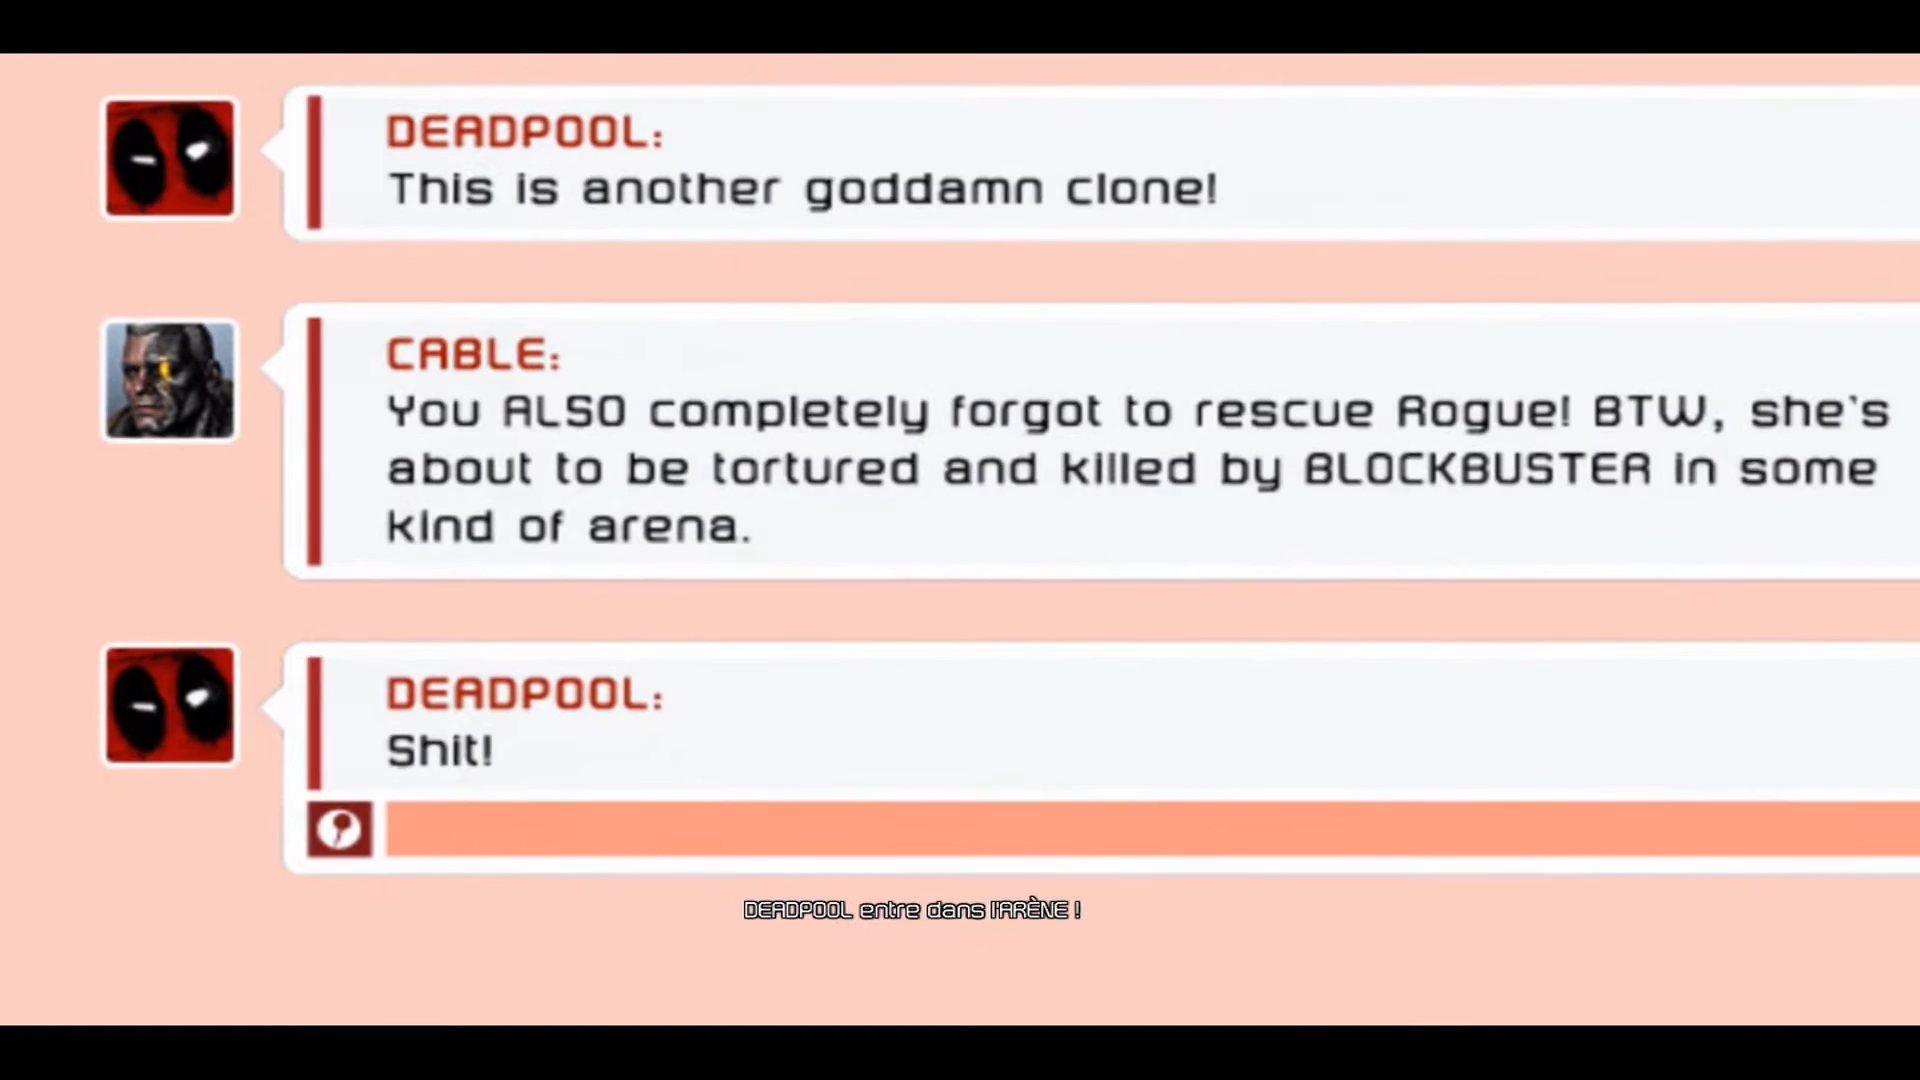 DEADPOOL:
This is another goddamn clone!
CABLE:
You ALSO completely forgot to rescue Rogue! BTW, she's
about to be tortured and killed by BLOCKBUSTER in some
kind of arena.
DEADPOOL:
Shit!
DEADPOOL entre dans l'ARÈNE !